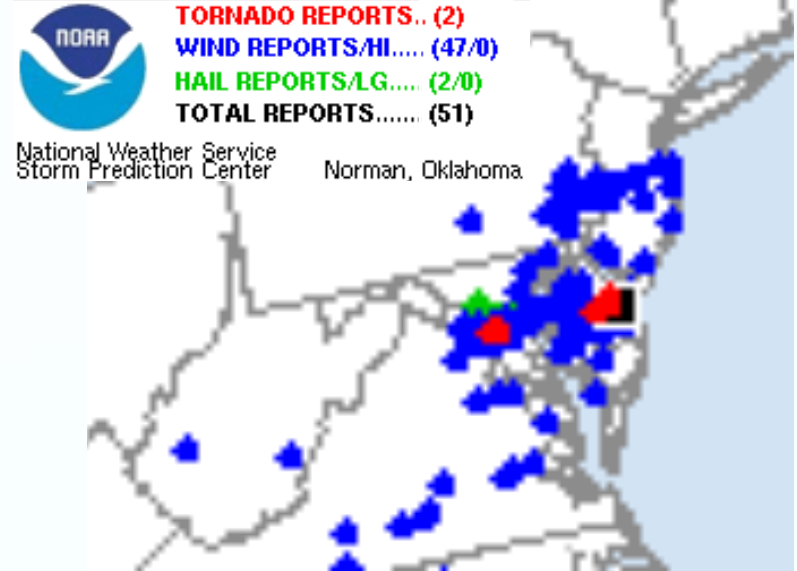 NOAA
TORNADO REPORTS.. (2)
WIND REPORTS/HI..... (47/0)
HAIL REPORTS/LG.... (2/0)
TOTAL REPORTS....... (51)
National Weather Service
Storm Prediction Center Norman, Oklahoma